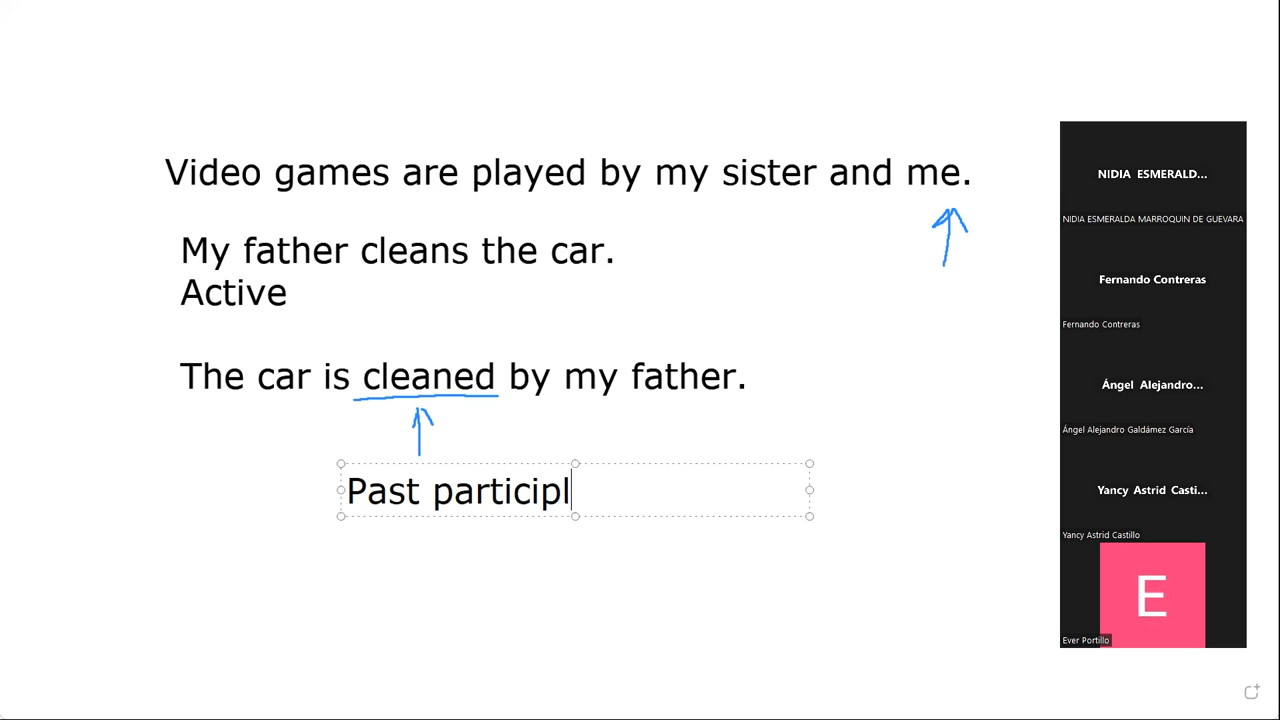 Video games are played by my sister and me.
My father cleans the car.
Active
The car is cleaned by my father.
Past participl
NIDIA ESMERALD...
NIDIA ESMERALDA MARROQUIN DE GUEVARA
Fernando Contreras
Fernando Contreras
Ángel Alejandro...
Ángel Alejandro Galdámez García
Yancy Astrid Casti...
Yancy Astrid Castillo
E
Ever Portillo